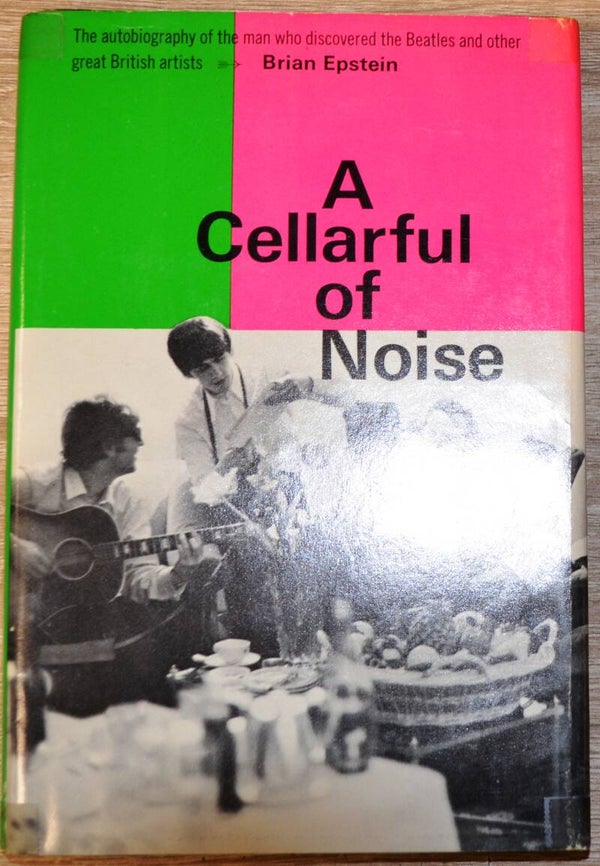 The autobiography of the man who discovered the Beatles and other
great British artists Brian Epstein
A
Cellarful
of
Noise